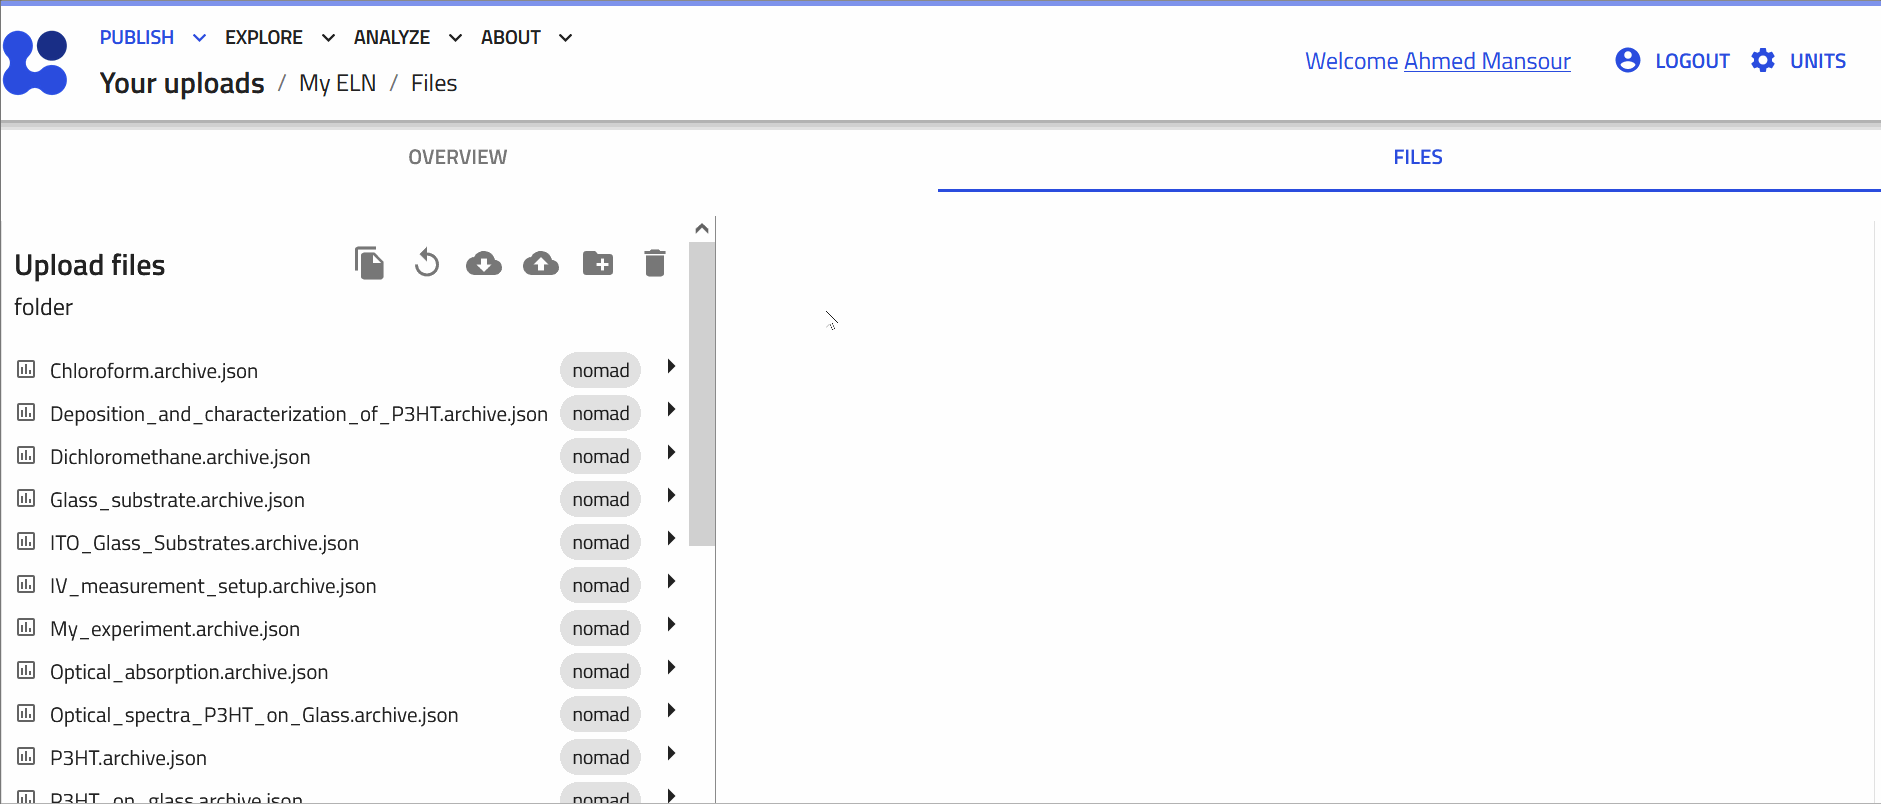 PUBLISH EXPLORE ANALYZE ABOUT
Your uploads / My ELN / Files
Welcome Ahmed Mansour LOGOUT UNITS
OVERVIEW FILES
Upload files
folder
Chloroform.archive.json nomad
Deposition_and_characterization_of_P3HT.archive.json nomad
Dichloromethane.archive.json nomad
Glass_substrate.archive.json nomad
ITO_Glass_Substrates.archive.json nomad
IV_measurement_setup.archive.json nomad
My_experiment.archive.json nomad
Optical_absorption.archive.json nomad
Optical_spectra_P3HT_on_Glass.archive.json nomad
P3HT.archive.json nomad
P3HT_on_glass.archive.json nomad